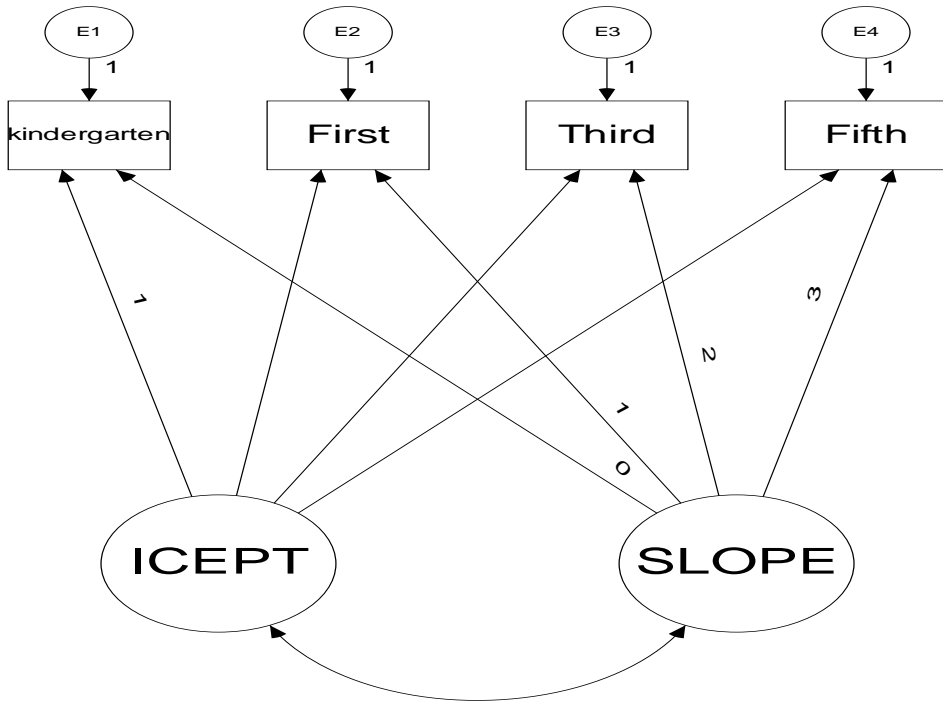 E1
E2
E3
E4
1
1
1
1
kindergarten
First
Third
Fifth
1
3
2
1
0
ICEPT
SLOPE